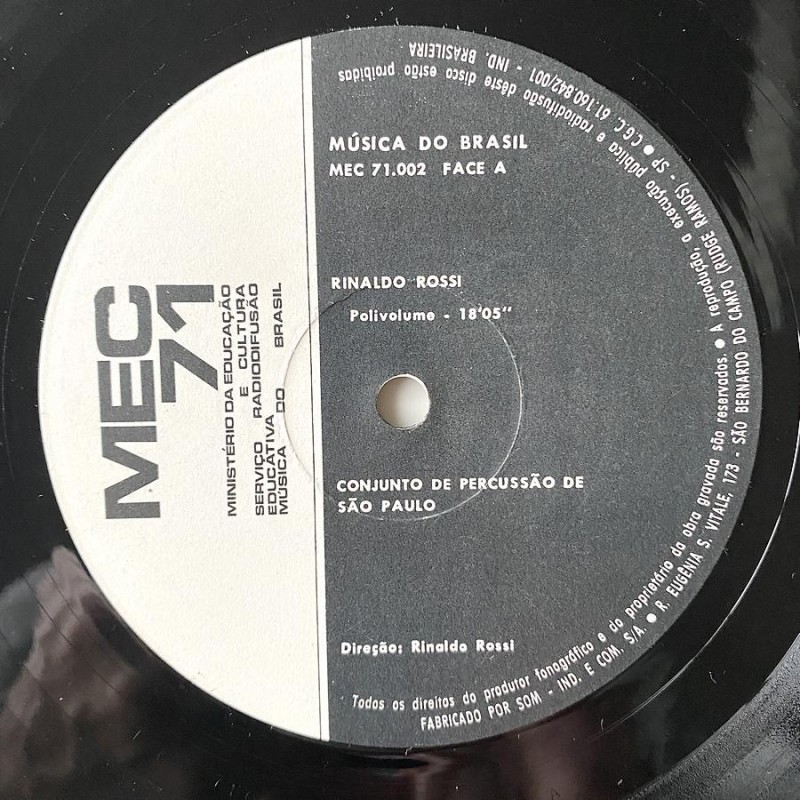 MEC
71
MINISTÉRIO DA EDUCAÇÃO
E CULTURA
SERVIÇO RADIODIFUSÃO
EDUCATIVA
MÚSICA DO BRASIL
MÚSICA DO BRASIL
MEC 71.002 FACE A
RINALDO ROSSI
Polivolume - 18'05"
CONJUNTO DE PERCUSSÃO DE
SÃO PAULO
Direção: Rinaldo Rossi
Todos os direitos do produtor fonográfico e do proprietário da obra gravada são reservados. • A reprodução, a execução pública e radiodifusão dêste disco estão proibidas
FABRICADO POR SOM - IND. E COM. S/A. • R. EUGÊNIA S. VITALE, 173 - SÃO BERNARDO DO CAMPO (RUDGE RAMOS) - SP • C.G.C. 61.160.842/001 - IND. BRASILEIRA